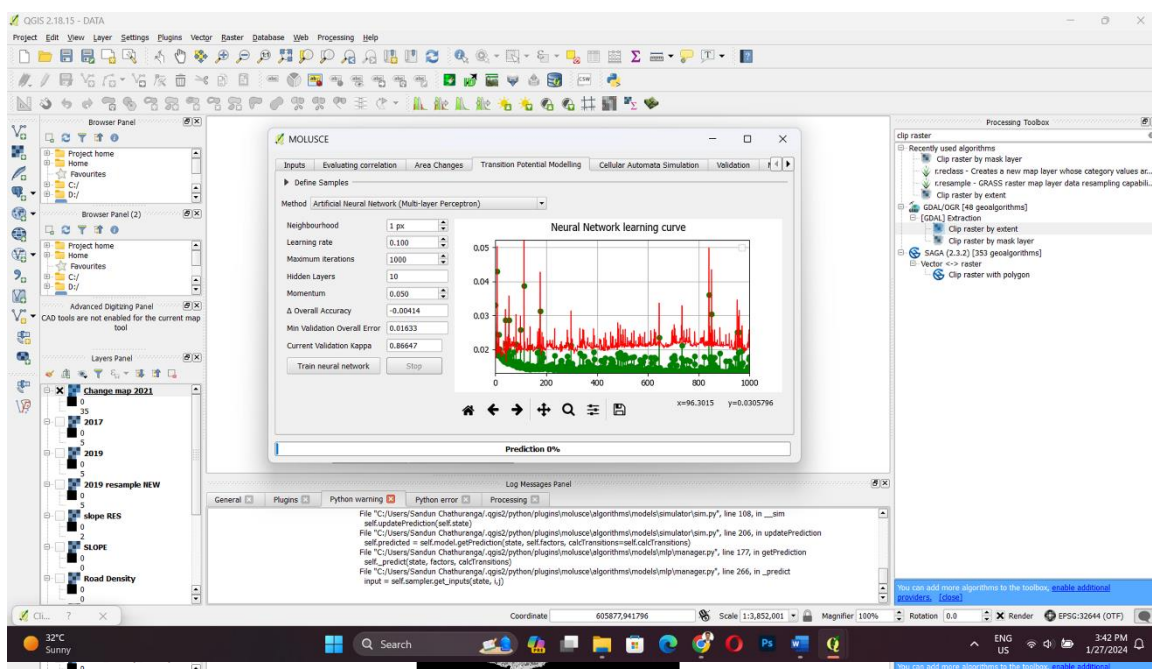 QGIS 2.18.15 - DATA
Project Edit View Layer Settings Plugins Vector Raster Database Web Processing Help
Browser Panel
Project home
Home
Favourites
C:/
D:/
Browser Panel (2)
Project home
Home
Favourites
C:/
D:/
Advanced Digitizing Panel
CAD tools are not enabled for the current map
tool
Layers Panel
Change map 2021
0
35
2017
0
5
2019
0
5
2019 resample NEW
0
5
slope RES
0
2
SLOPE
0
0
Road Density
0
MOLUSCE
Inputs Evaluating correlation Area Changes Transition Potential Modelling Cellular Automata Simulation Validation
Define Samples
Method Artificial Neural Network (Multi-layer Perceptron)
Neighbourhood 1 px
Learning rate 0.100
Maximum iterations 1000
Hidden Layers 10
Momentum 0.050
Δ Overall Accuracy -0.00414
Min Validation Overall Error 0.01633
Current Validation Kappa 0.86647
Train neural network Stop
Neural Network learning curve
0.05
0.04
0.03
0.02
0 200 400 600 800 1000
x=96.3015 y=0.0305796
Prediction 0%
Log Messages Panel
General Plugins Python warning Python error Processing
File "C:/Users/Sandun Chathuranga/.qgis2/python/plugins\molusce\algorithms\models\simulator\sim.py", line 108, in __sim
self.updatePrediction(self.state)
File "C:/Users/Sandun Chathuranga/.qgis2/python/plugins\molusce\algorithms\models\simulator\sim.py", line 206, in updatePrediction
self.predicted = self.model.getPrediction(state, self.factors, calcTransitions=self.calcTransitions)
File "C:/Users/Sandun Chathuranga/.qgis2/python/plugins\molusce\algorithms\models\mlp\manager.py", line 177, in getPrediction
self._predict(state, factors, calcTransitions)
File "C:/Users/Sandun Chathuranga/.qgis2/python/plugins\molusce\algorithms\models\mlp\manager.py", line 266, in _predict
input = self.sampler.get_inputs(state, i,j)
Processing Toolbox
clip raster
Recently used algorithms
Clip raster by mask layer
r.reclass - Creates a new map layer whose category values ar...
r.resample - GRASS raster map layer data resampling capabili...
Clip raster by extent
GDAL/OGR [48 geoalgorithms]
[GDAL] Extraction
Clip raster by extent
Clip raster by mask layer
SAGA (2.3.2) [353 geoalgorithms]
Vector <-> raster
Clip raster with polygon
You can add more algorithms to the toolbox, enable additional
providers. [close]
Cli... ? ×
Coordinate 605877,941796 Scale 1:3,852,001 Magnifier 100% Rotation 0.0 Render EPSG:32644 (OTF)
32°C
Sunny
Search
PRE
Ps
ENG
US
3:42 PM
1/27/2024
0
You can add more algorithms to the toolbox, enable additional